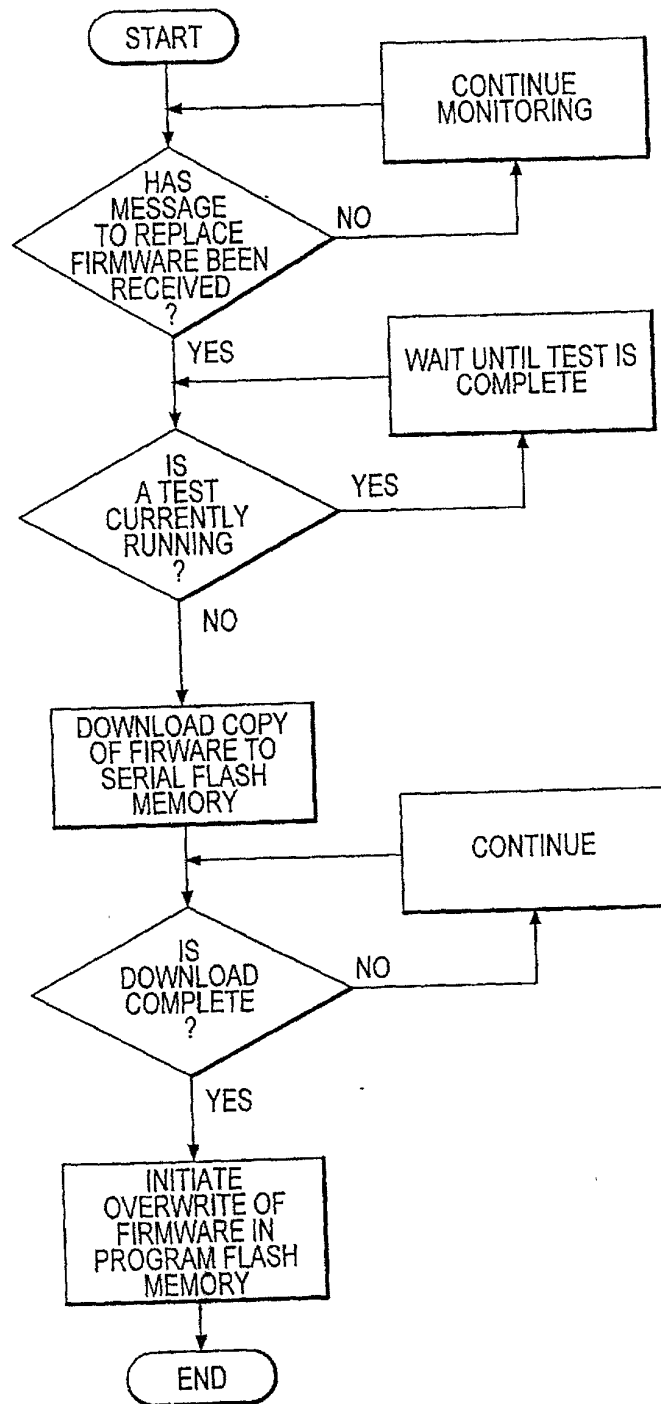 START
CONTINUE
MONITORING
HAS
MESSAGE
TO REPLACE
FIRMWARE BEEN
RECEIVED
?
NO
YES
WAIT UNTIL TEST IS
COMPLETE
IS
A TEST
CURRENTLY
RUNNING
?
YES
NO
DOWNLOAD COPY
OF FIRWARE TO
SERIAL FLASH
MEMORY
CONTINUE
IS
DOWNLOAD
COMPLETE
?
NO
YES
INITIATE
OVERWRITE OF
FIRMWARE IN
PROGRAM FLASH
MEMORY
END